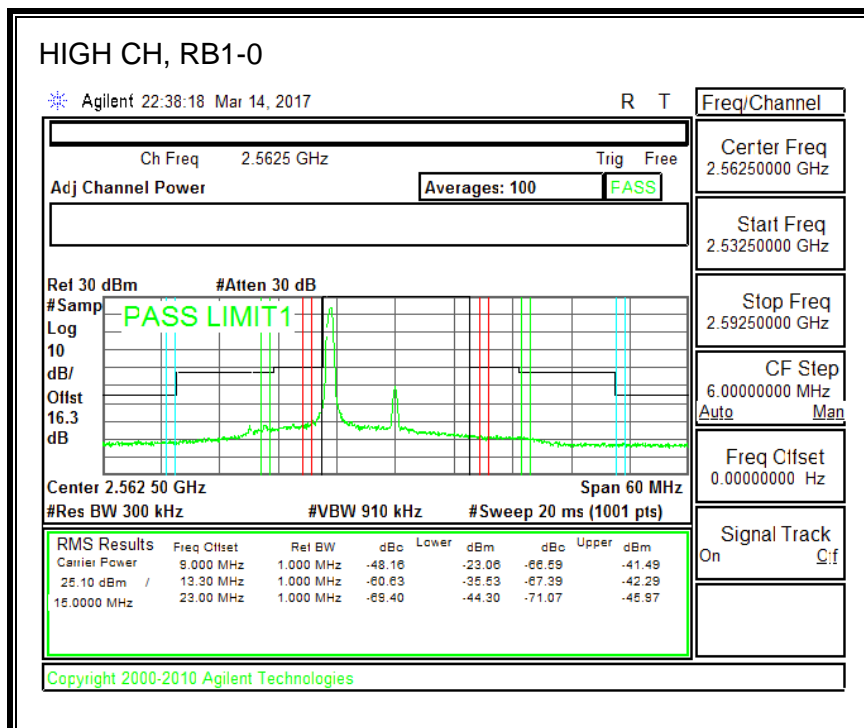 HIGH CH, RB1-0
Agilent 22:38:18 Mar 14, 2017 R T
Freq/Channel
Ch Freq 2.5625 GHz Trig Free
Adj Channel Power Averages: 100 PASS
Center Freq
2.56250000 GHz
Start Freq
2.53250000 GHz
Stop Freq
2.59250000 GHz
CF Step
6.00000000 MHz
Auto Man
Freq Offset
0.00000000 Hz
Signal Track
On Off
Ref 30 dBm #Atten 30 dB
#Samp
Log
10
dB/
Offst
16.3
dB
PASS LIMIT1
Center 2.562 50 GHz Span 60 MHz
#Res BW 300 kHz #VBW 910 kHz #Sweep 20 ms (1001 pts)
RMS Results Freq Offset Ref BW dBc Lower dBm dBc Upper dBm
Carrier Power 9.000 MHz 1.000 MHz -48.16 -23.06 -66.59 -41.49
25.10 dBm / 13.30 MHz 1.000 MHz -60.63 -35.53 -67.39 -42.29
15.0000 MHz 23.00 MHz 1.000 MHz -69.40 -44.30 -71.07 -45.97
Copyright 2000-2010 Agilent Technologies